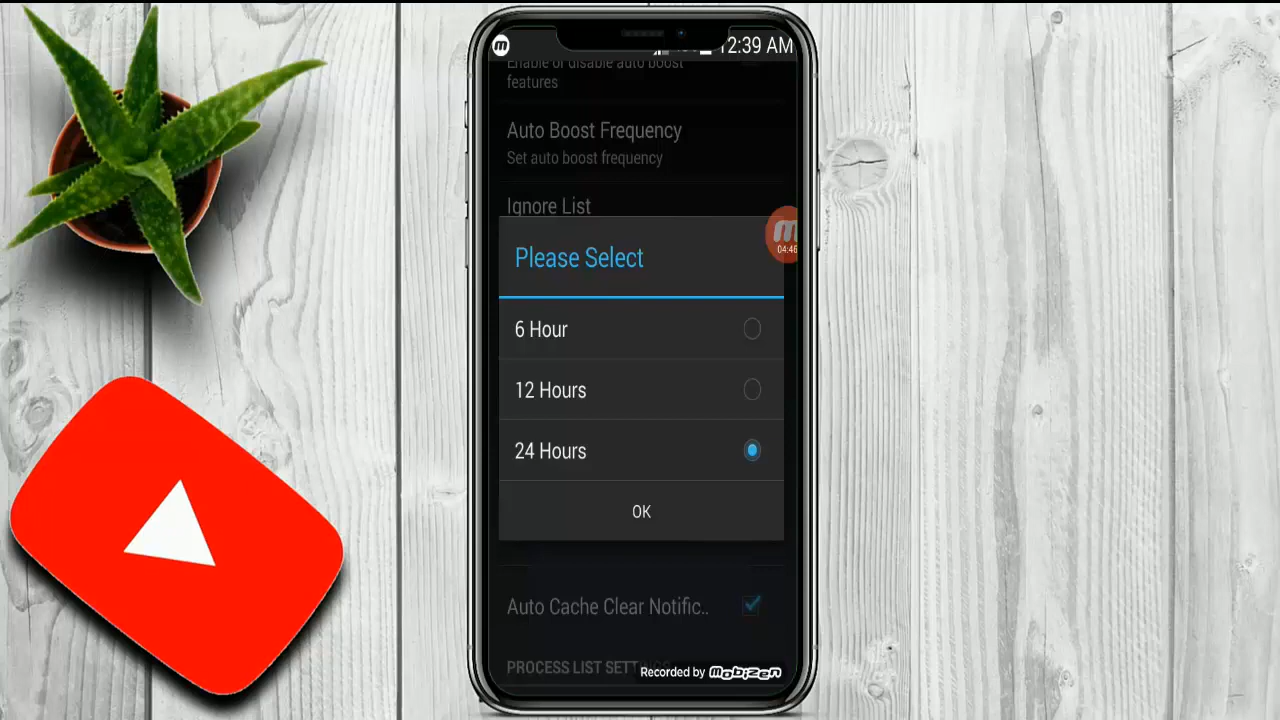 12:39 AM
Enable or disable auto boost
features
Auto Boost Frequency
Set auto boost frequency
Ignore List
04:46
Please Select
6 Hour
12 Hours
24 Hours
OK
Auto Cache Clear Notific..
PROCESS LIST
Recorded by mobizen